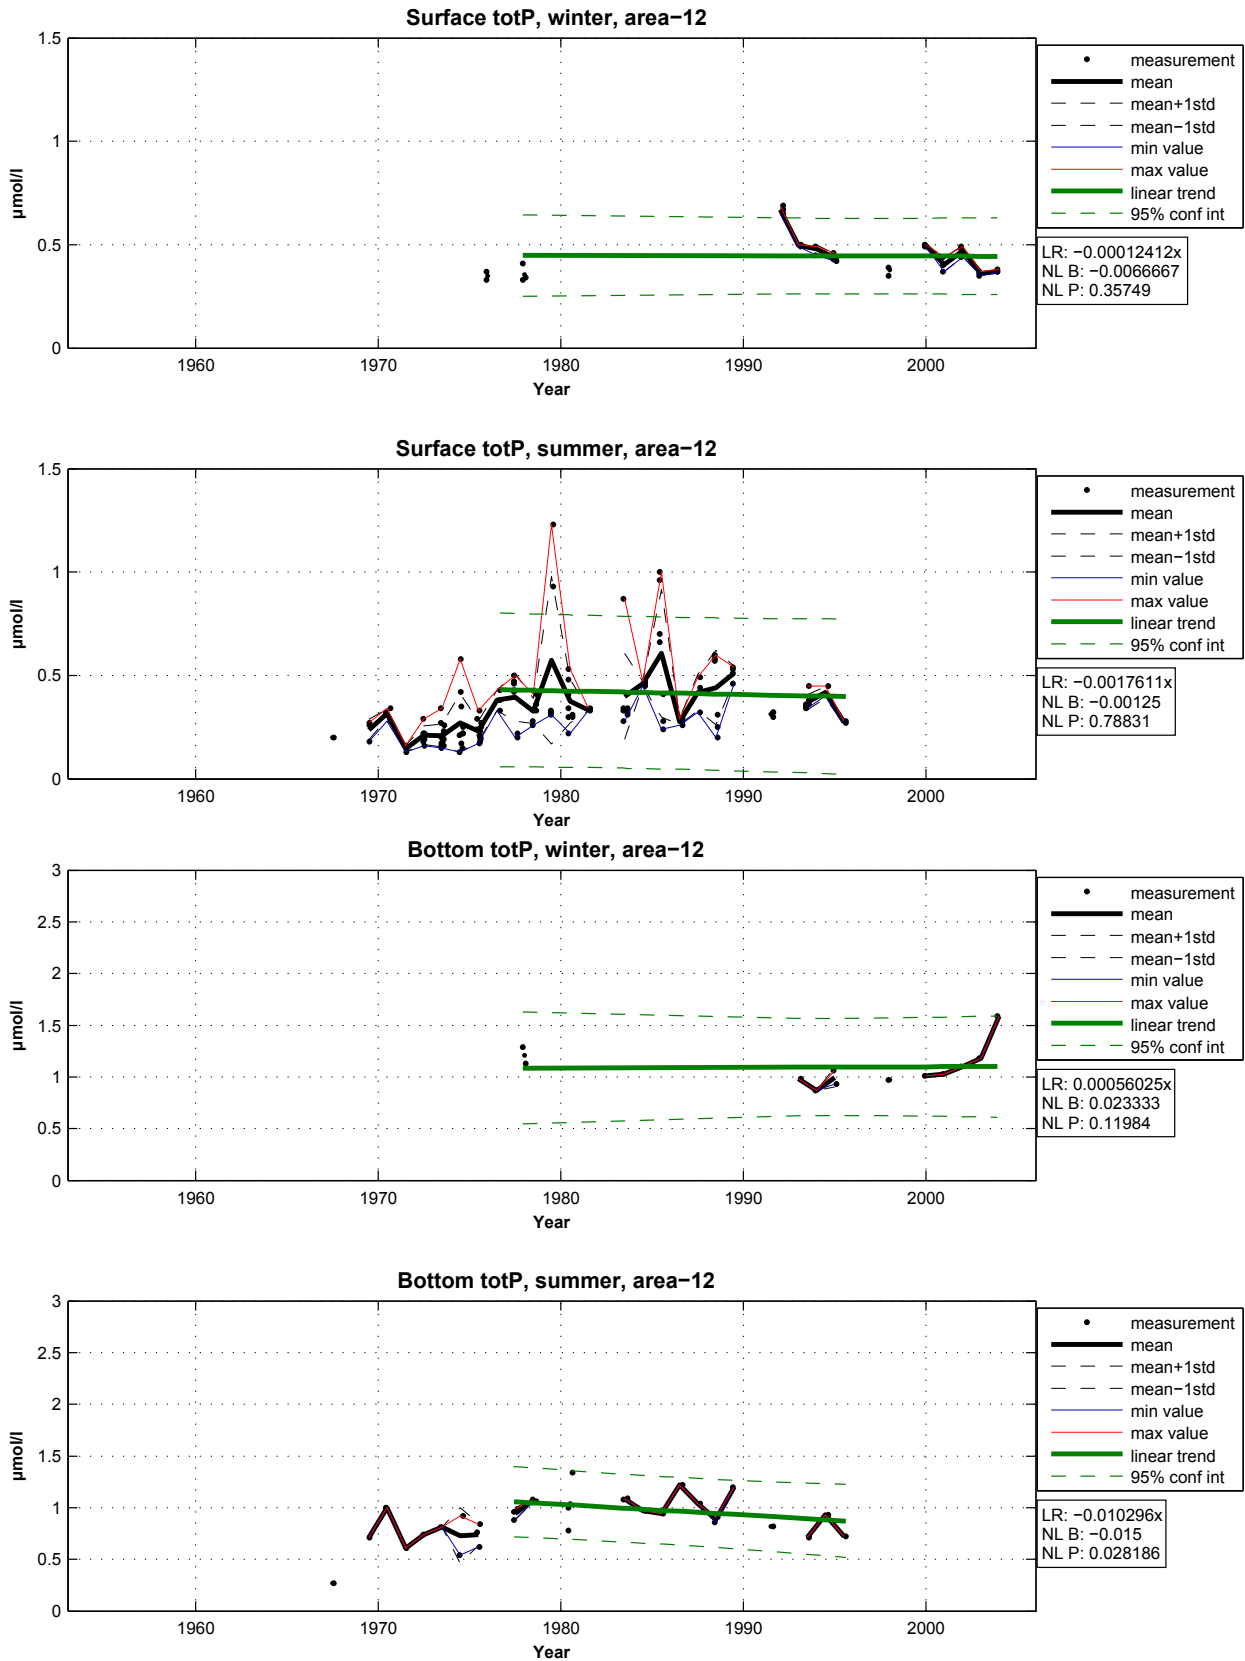 Surface totP, winter, area−12
1.5
1
0.5
0
µmol/l
1960 1970 1980 1990 2000
Year
measurement
mean
mean+1std
mean−1std
min value
max value
linear trend
95% conf int
LR: −0.00012412x
NL B: −0.0066667
NL P: 0.35749
Surface totP, summer, area−12
1.5
1
0.5
0
µmol/l
1960 1970 1980 1990 2000
Year
measurement
mean
mean+1std
mean−1std
min value
max value
linear trend
95% conf int
LR: −0.0017611x
NL B: −0.00125
NL P: 0.78831
Bottom totP, winter, area−12
3
2.5
2
1.5
1
0.5
0
µmol/l
1960 1970 1980 1990 2000
Year
measurement
mean
mean+1std
mean−1std
min value
max value
linear trend
95% conf int
LR: 0.00056025x
NL B: 0.023333
NL P: 0.11984
Bottom totP, summer, area−12
3
2.5
2
1.5
1
0.5
0
µmol/l
1960 1970 1980 1990 2000
Year
measurement
mean
mean+1std
mean−1std
min value
max value
linear trend
95% conf int
LR: −0.010296x
NL B: −0.015
NL P: 0.028186